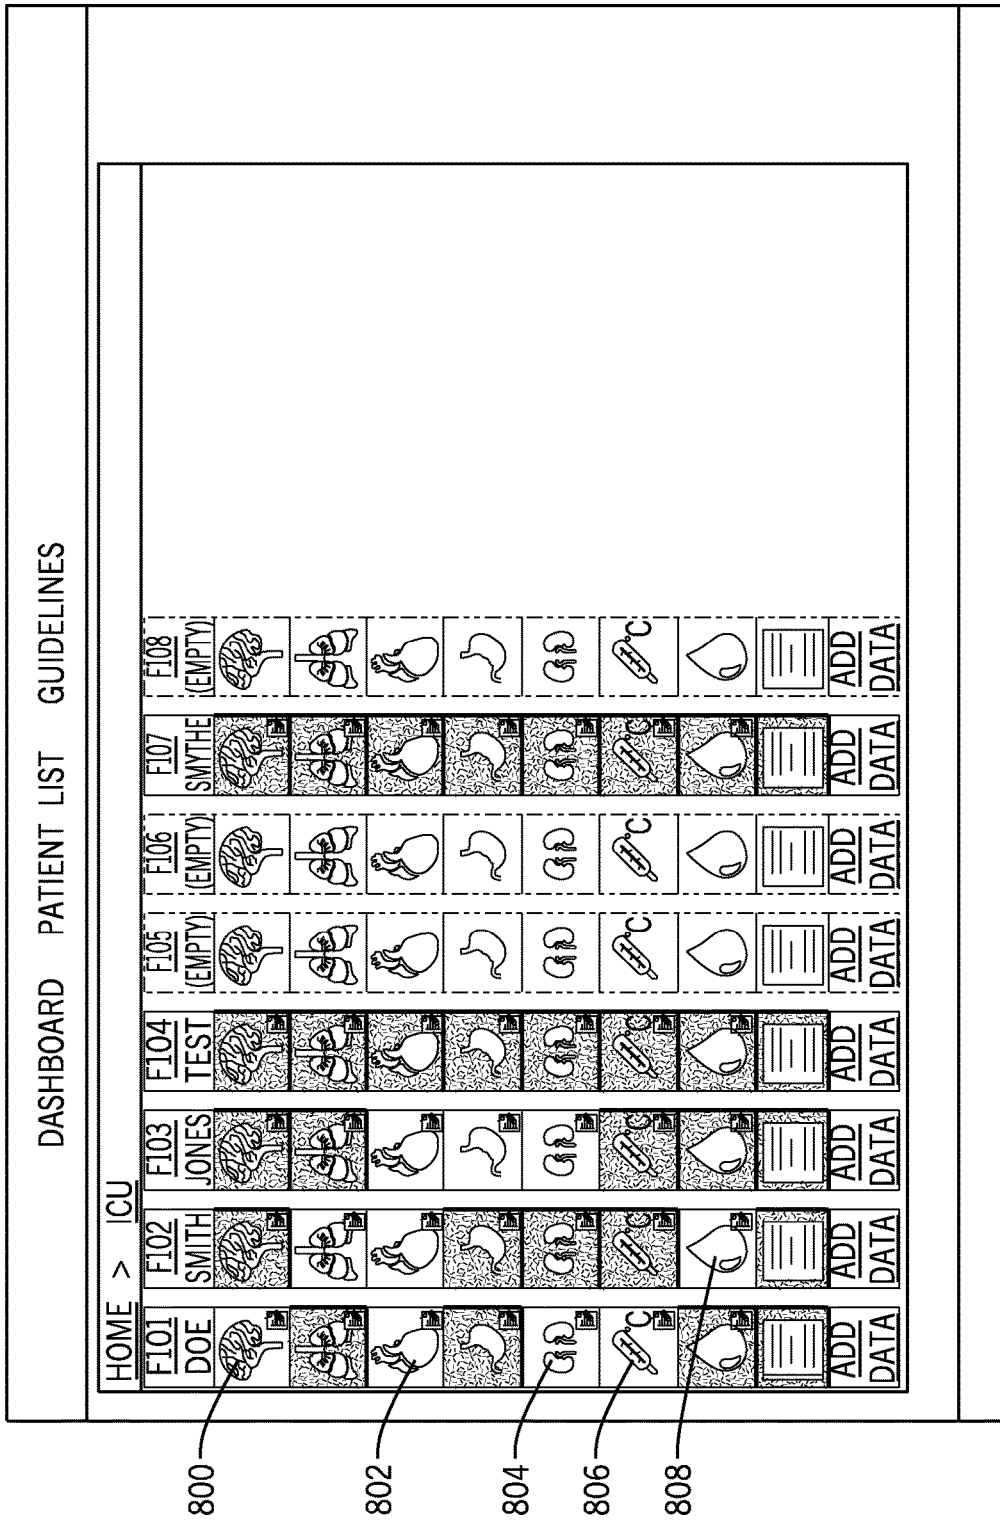 DASHBOARD PATIENT LIST GUIDELINES
HOME > ICU
F101 F102 F103 F104 F105 F106 F107 F108
DOE SMITH JONES TEST (EMPTY) (EMPTY) SMYTHE (EMPTY)
800
802
804
°C °C °C °C °C °C °C °C
806
808
ADD ADD ADD ADD ADD ADD ADD ADD
DATA DATA DATA DATA DATA DATA DATA DATA